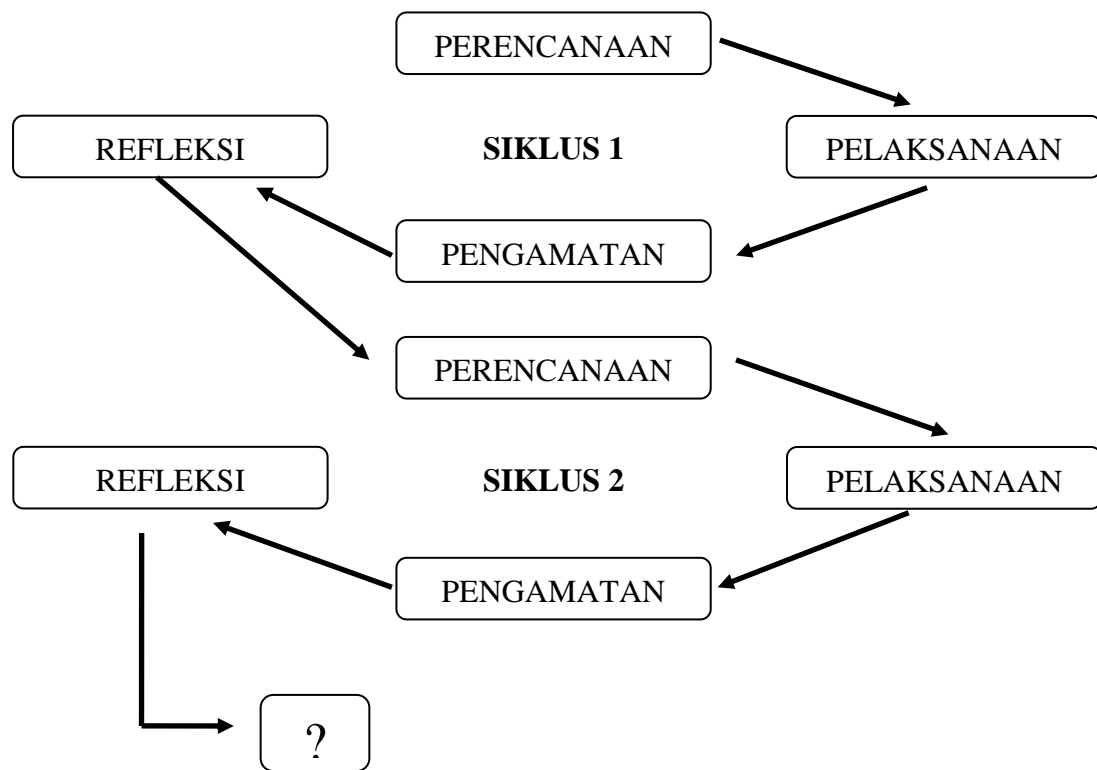 PERENCANAAN
REFLEKSI
SIKLUS 1
PELAKSANAAN
PENGAMATAN
PERENCANAAN
REFLEKSI
SIKLUS 2
PELAKSANAAN
PENGAMATAN
?